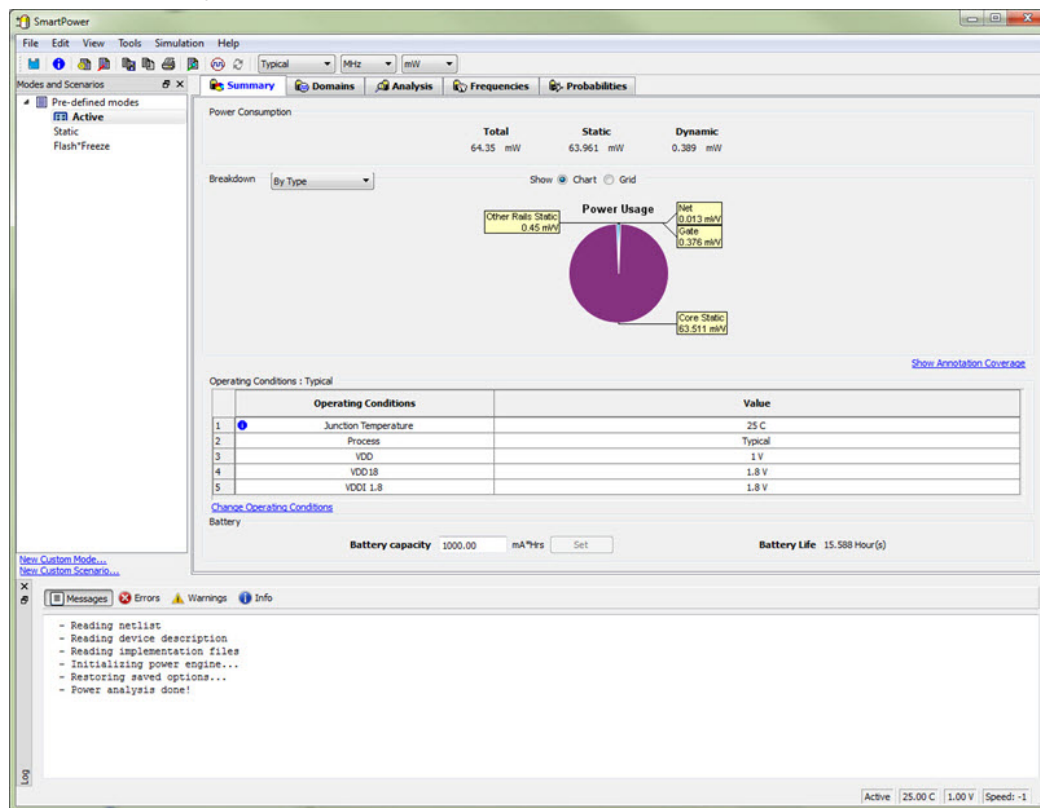 SmartPower
File Edit View Tools Simulation Help
Typical MHz mW
Modes and Scenarios
Pre-defined modes
Active
Static
Flash*Freeze
New Custom Mode...
New Custom Scenario...
Summary Domains Analysis Frequencies Probabilities
Power Consumption
Total Static Dynamic
64.35 mW 63.961 mW 0.389 mW
Breakdown By Type Show Chart Grid
Power Usage
Other Rails Static
0.45 mW
Net
0.013 mW
Gate
0.376 mW
Core Static
63.511 mW
Show Annotation Coverage
Operating Conditions : Typical
Operating Conditions Value
1 Junction Temperature 25 C
2 Process Typical
3 VDD 1 V
4 VDD18 1.8 V
5 VDDI 1.8 1.8 V
Change Operating Conditions
Battery
Battery capacity 1000.00 mA*Hrs Set Battery Life 15.588 Hour(s)
Messages Errors Warnings Info
- Reading netlist
- Reading device description
- Reading implementation files
- Initializing power engine...
- Restoring saved options...
- Power analysis done!
Log
Active 25.00 C 1.00 V Speed: -1